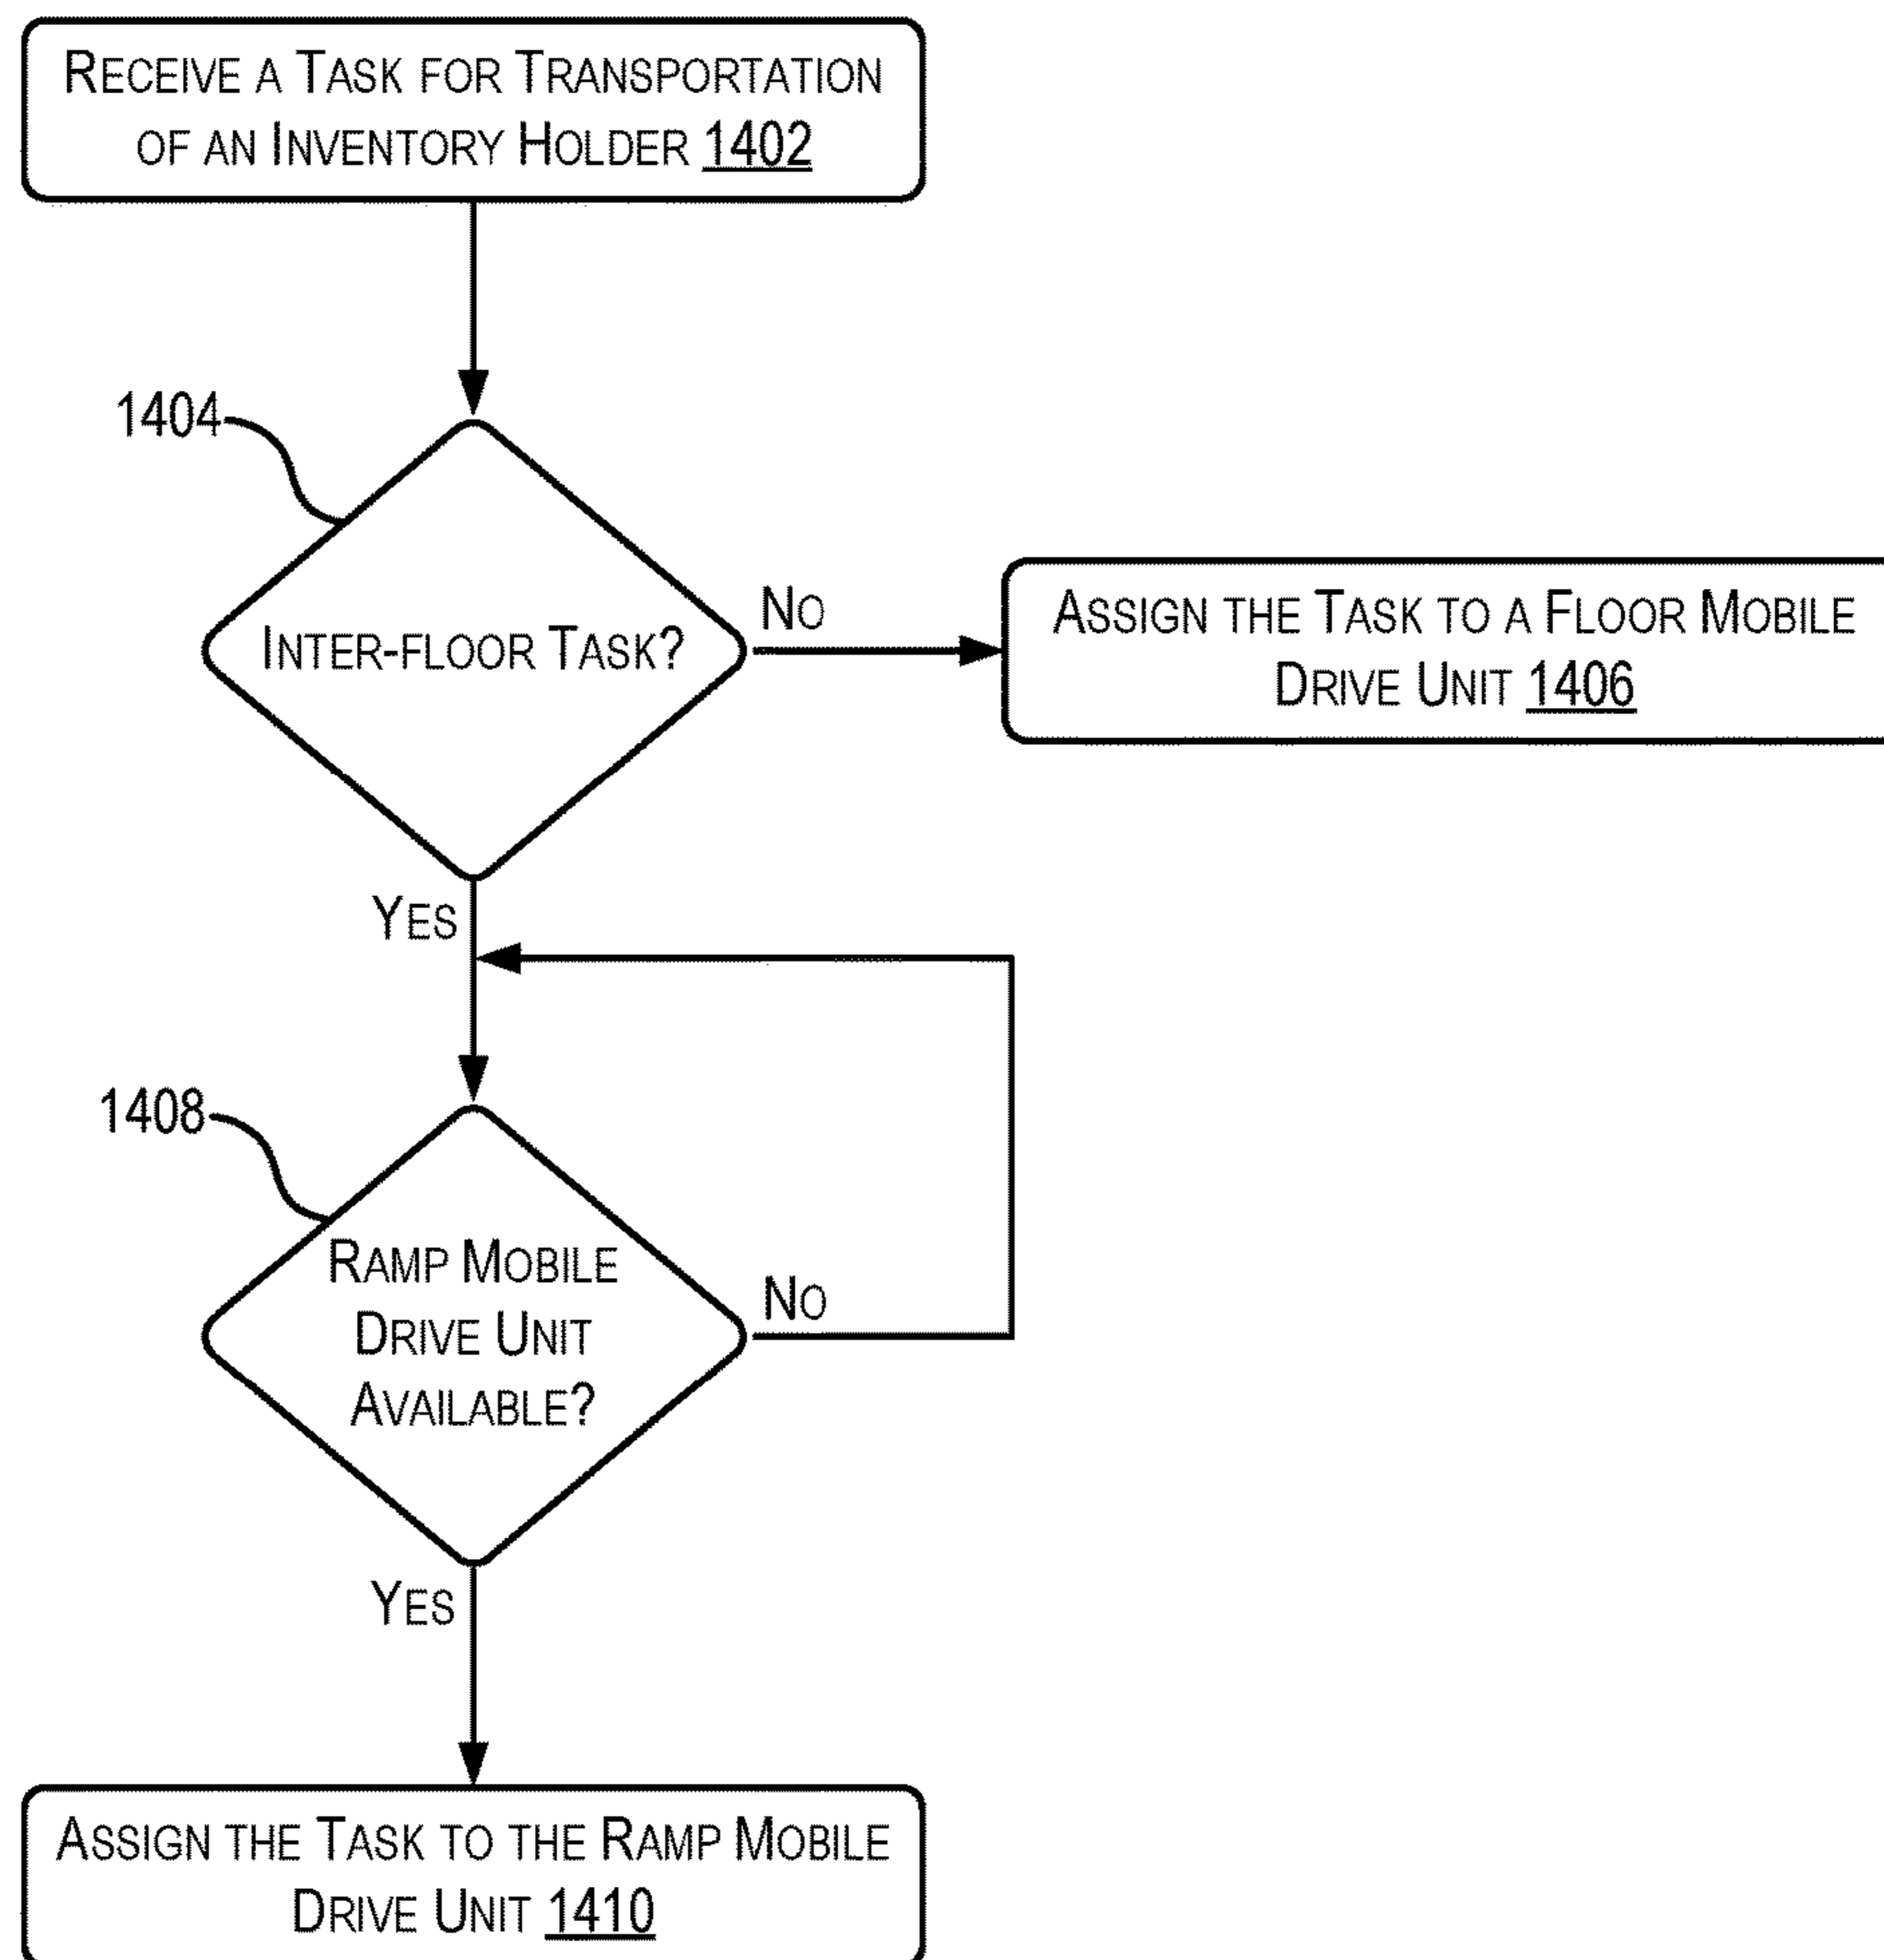 RECEIVE A TASK FOR TRANSPORTATION
OF AN INVENTORY HOLDER 1402
1404
INTER-FLOOR TASK?
NO
ASSIGN THE TASK TO A FLOOR MOBILE
DRIVE UNIT 1406
YES
1408
RAMP MOBILE
DRIVE UNIT
AVAILABLE?
NO
YES
ASSIGN THE TASK TO THE RAMP MOBILE
DRIVE UNIT 1410